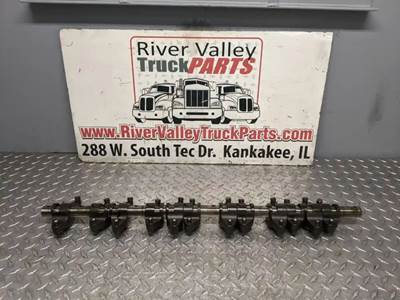 River Valley
TruckPARTS
www.RiverValleyTruckParts.com
288 W. South Tec Dr. Kankakee, IL